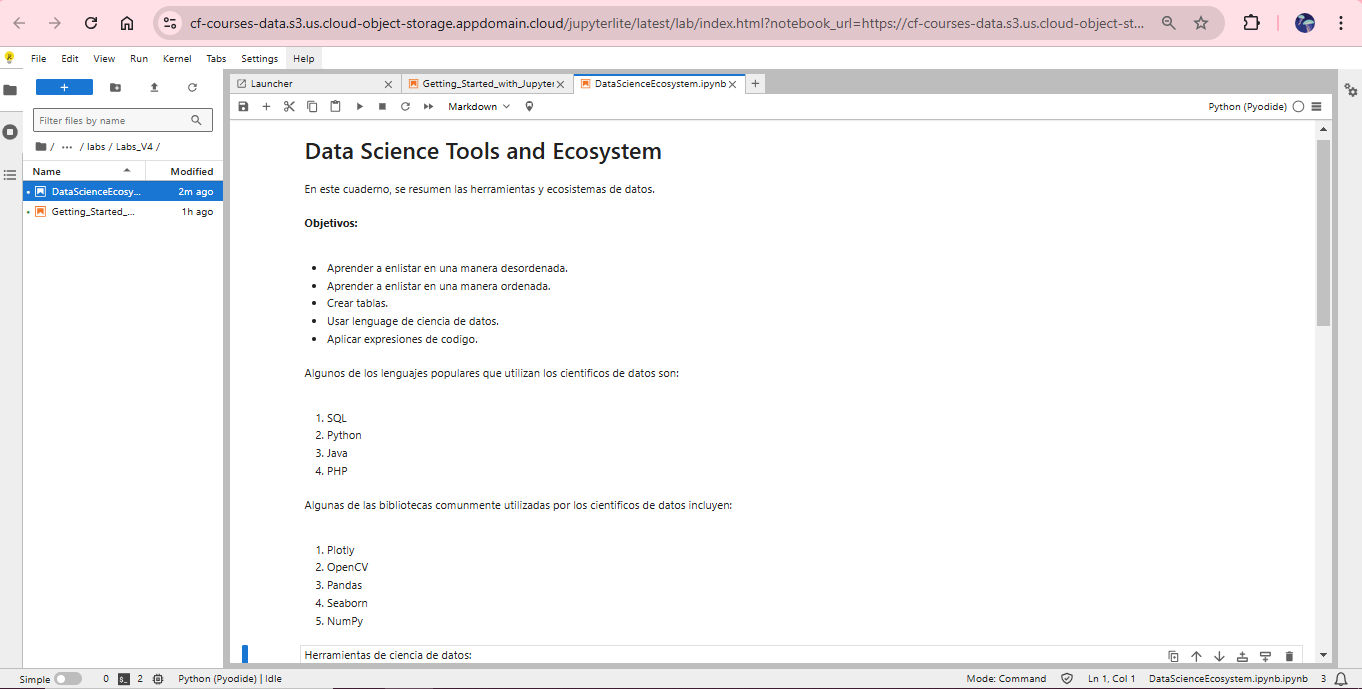 cf-courses-data.s3.us.cloud-object-storage.appdomain.cloud/jupyterlite/latest/lab/index.html?notebook_url=https://cf-courses-data.s3.us.cloud-object-st...
File Edit View Run Kernel Tabs Settings Help
+
Launcher
Getting_Started_with_Jupyter
DataScienceEcosystem.ipynb
+
Filter files by name
Markdown
Python (Pyodide)
/ ... / labs / Labs_V4 /
Name Modified
DataScienceEcosy... 2m ago
Getting_Started_... 1h ago
Data Science Tools and Ecosystem
En este cuaderno, se resumen las herramientas y ecosistemas de datos.
Objetivos:
• Aprender a enlistar en una manera desordenada.
• Aprender a enlistar en una manera ordenada.
• Crear tablas.
• Usar lenguage de ciencia de datos.
• Aplicar expresiones de codigo.
Algunos de los lenguajes populares que utilizan los cientificos de datos son:
1. SQL
2. Python
3. Java
4. PHP
Algunas de las bibliotecas comunmente utilizadas por los cientificos de datos incluyen:
1. Plotly
2. OpenCV
3. Pandas
4. Seaborn
5. NumPy
Herramientas de ciencia de datos:
Simple 0 $_ 2 Python (Pyodide) | Idle Mode: Command Ln 1, Col 1 DataScienceEcosystem.ipynb.ipynb 3